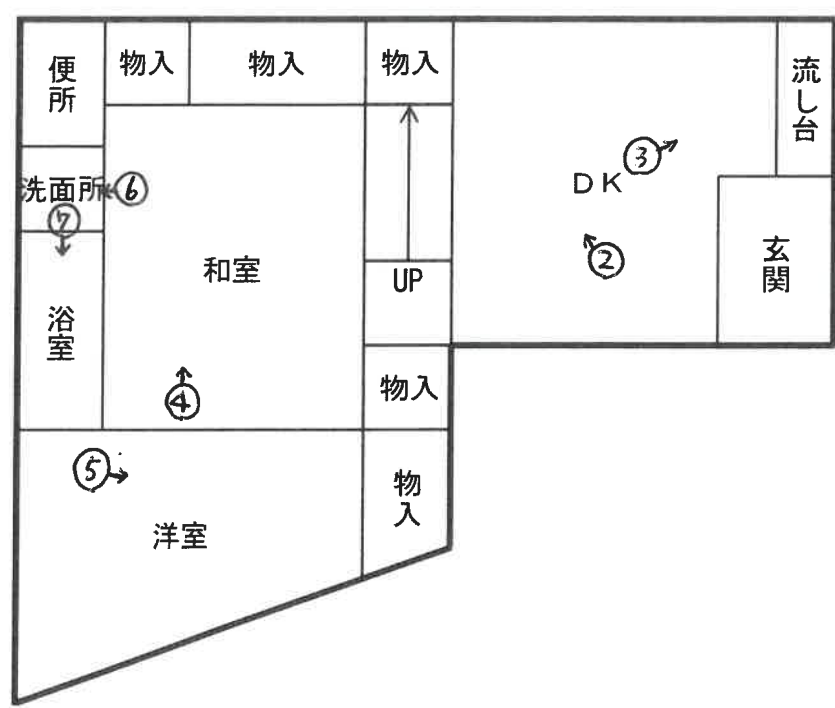 便所
物入
物入
物入
流し台
③
DK
洗面所
⑥
⑦
和室
UP
②
玄関
浴室
④
物入
⑤
物入
洋室